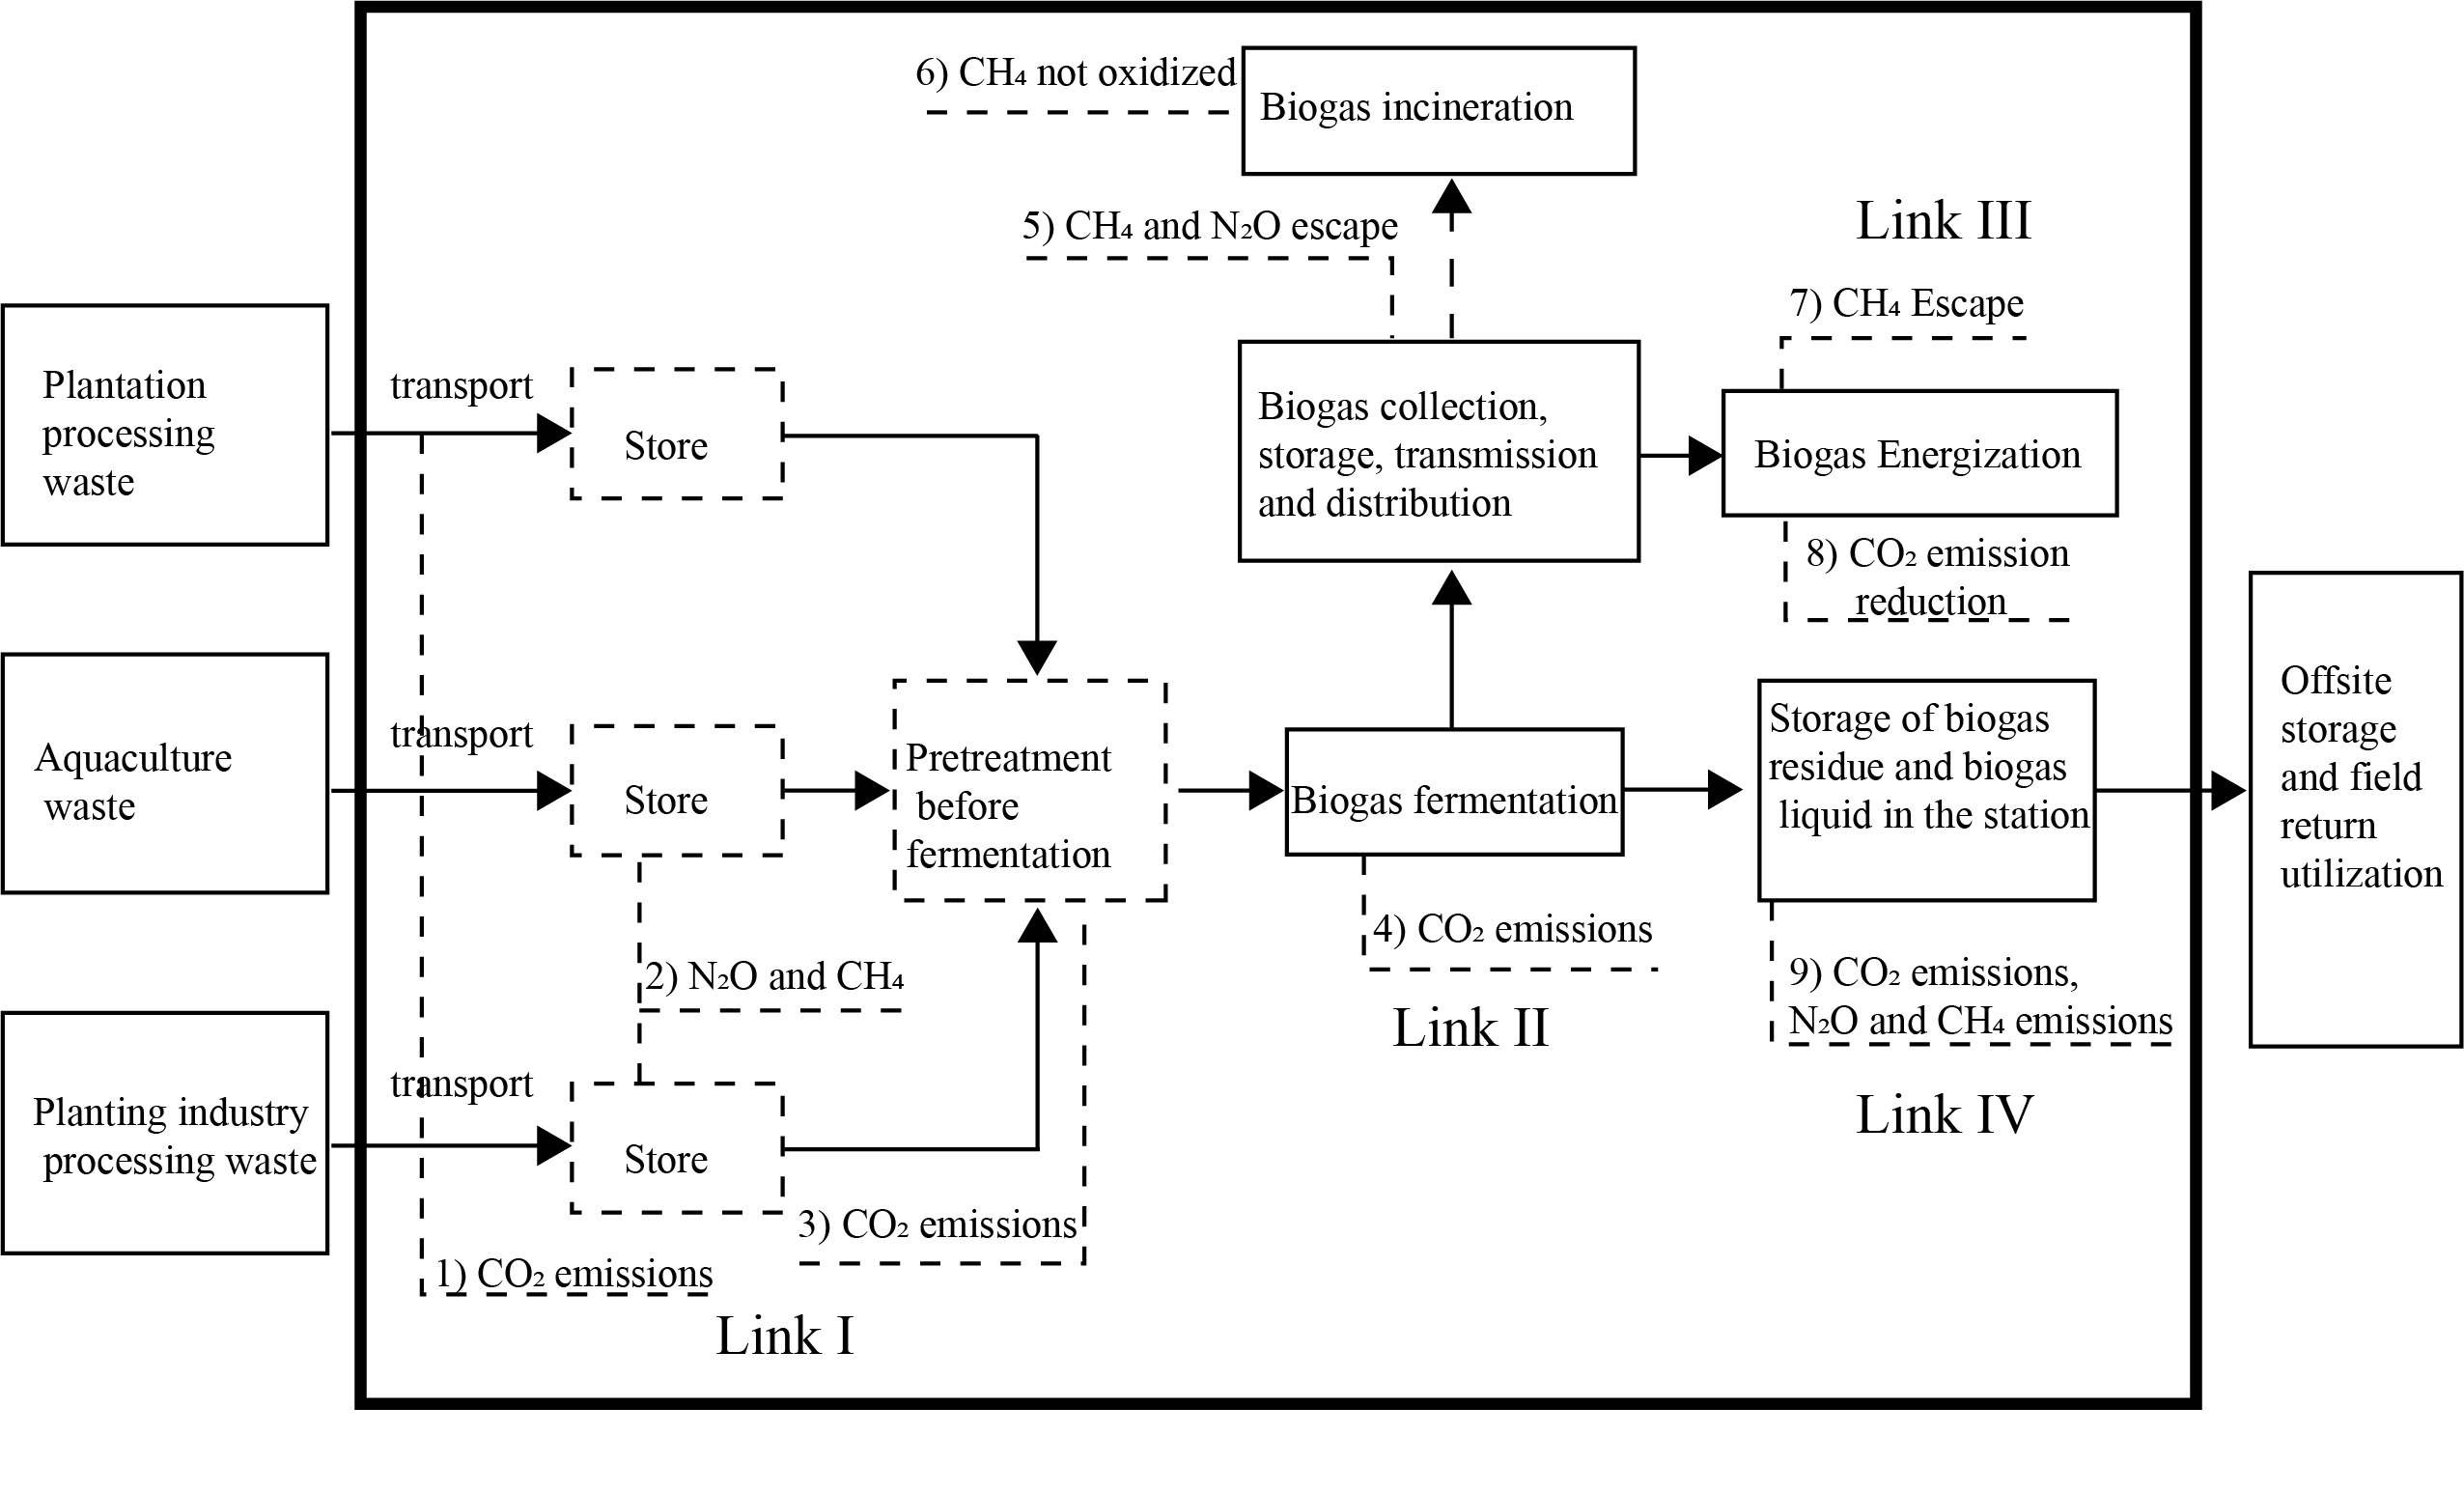 6) CH₄ not oxidized
Biogas incineration
5) CH₄ and N₂O escape
Link III
7) CH₄ Escape
Plantation
processing
waste
transport
Store
Biogas collection,
storage, transmission
and distribution
Biogas Energization
8) CO₂ emission
reduction
Aquaculture
waste
transport
Store
Pretreatment
before
fermentation
Biogas fermentation
Storage of biogas
residue and biogas
liquid in the station
Offsite
storage
and field
return
utilization
2) N₂O and CH₄
4) CO₂ emissions
Link II
9) CO₂ emissions,
N₂O and CH₄ emissions
Link IV
Planting industry
processing waste
transport
Store
3) CO₂ emissions
1) CO₂ emissions
Link I